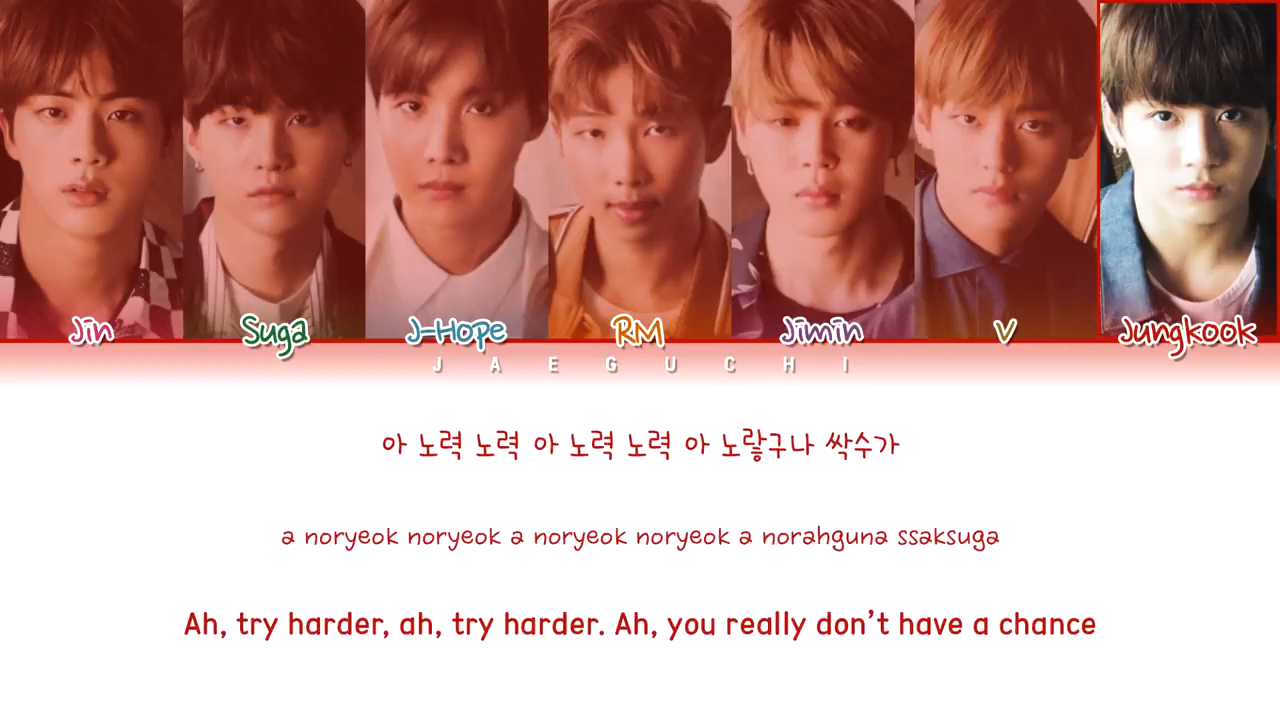 Jin Suga J-Hope RM Jimin V Jungkook
JAEGUCHI
아 노력 노력 아 노력 노력 아 노랗구나 싹수가
a noryeok noryeok a noryeok noryeok a norahguna ssaksuga
Ah, try harder, ah, try harder. Ah, you really don't have a chance